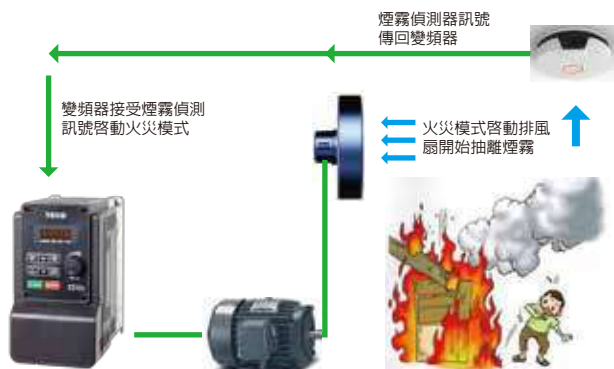 煙霧偵測器訊號
傳回變頻器
變頻器接受煙霧偵測
訊號啓動火災模式
火災模式啓動排風
扇開始抽離煙霧
TECO